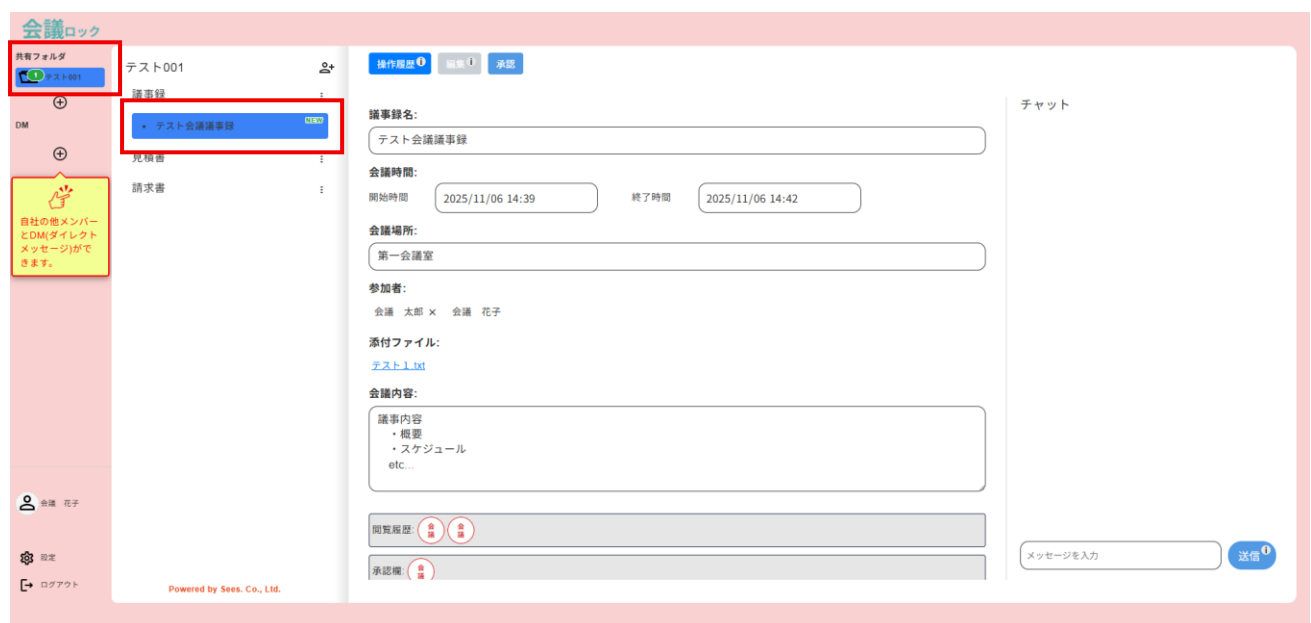 会議ロック
共有フォルダ
1
テスト001
DM
自社の他メンバー
とDM(ダイレクト
メッセージ)がで
きます。
会議 花子
設定
ログアウト
テスト001
議事録
・ テスト会議議事録 NEW
見積書
請求書
Powered by Sees. Co., Ltd.
操作履歴 編集 承認
議事録名:
テスト会議議事録
会議時間:
開始時間 2025/11/06 14:39 終了時間 2025/11/06 14:42
会議場所:
第一会議室
参加者:
会議 太郎 × 会議 花子
添付ファイル:
テスト１.txt
会議内容:
議事内容
・概要
・スケジュール
etc...
閲覧履歴: 会議 会議
承認欄: 会議
チャット
メッセージを入力 送信